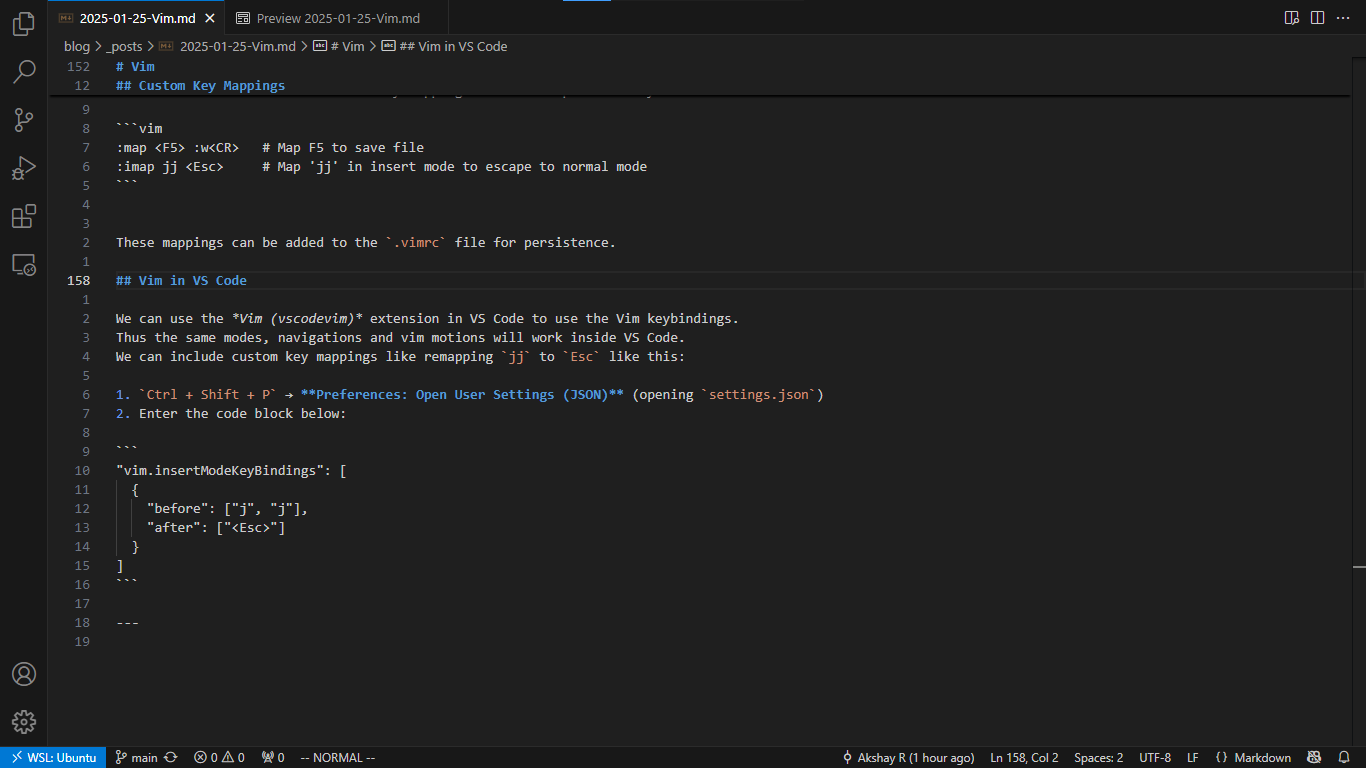 2025-01-25-Vim.md
Preview 2025-01-25-Vim.md
blog > _posts > 2025-01-25-Vim.md > # Vim > ## Vim in VS Code
152 # Vim
12 ## Custom Key Mappings
9
8 ```vim
7 :map <F5> :w<CR>   # Map F5 to save file
6 :imap jj <Esc>     # Map 'jj' in insert mode to escape to normal mode
5 ```
4
3
2 These mappings can be added to the `.vimrc` file for persistence.
1
158 ## Vim in VS Code
1
2 We can use the *Vim (vscodevim)* extension in VS Code to use the Vim keybindings.
3 Thus the same modes, navigations and vim motions will work inside VS Code.
4 We can include custom key mappings like remapping `jj` to `Esc` like this:
5
6 1. `Ctrl + Shift + P` → **Preferences: Open User Settings (JSON)** (opening `settings.json`)
7 2. Enter the code block below:
8
9 ```
10 "vim.insertModeKeyBindings": [
11   {
12     "before": ["j", "j"],
13     "after": ["<Esc>"]
14   }
15 ]
16 ```
17
18 ---
19
WSL: Ubuntu main 0 0 0 -- NORMAL -- Akshay R (1 hour ago) Ln 158, Col 2 Spaces: 2 UTF-8 LF {} Markdown